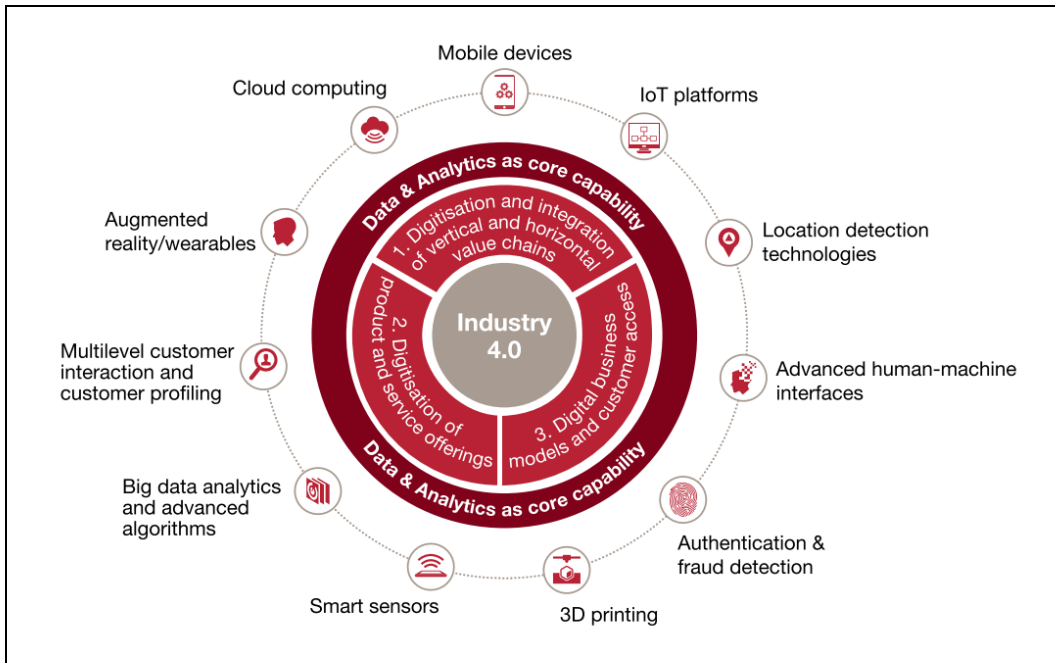 Mobile devices
Cloud computing
IoT platforms
Augmented
reality/wearables
Location detection
technologies
Multilevel customer
interaction and
customer profiling
Advanced human-machine
interfaces
Big data analytics
and advanced
algorithms
Authentication &
fraud detection
Smart sensors
3D printing
Data & Analytics as core capability
1. Digitisation and integration
of vertical and horizontal
value chains
2. Digitisation of
product and service offerings
3. Digital business
models and customer access
Industry
4.0
Data & Analytics as core capability